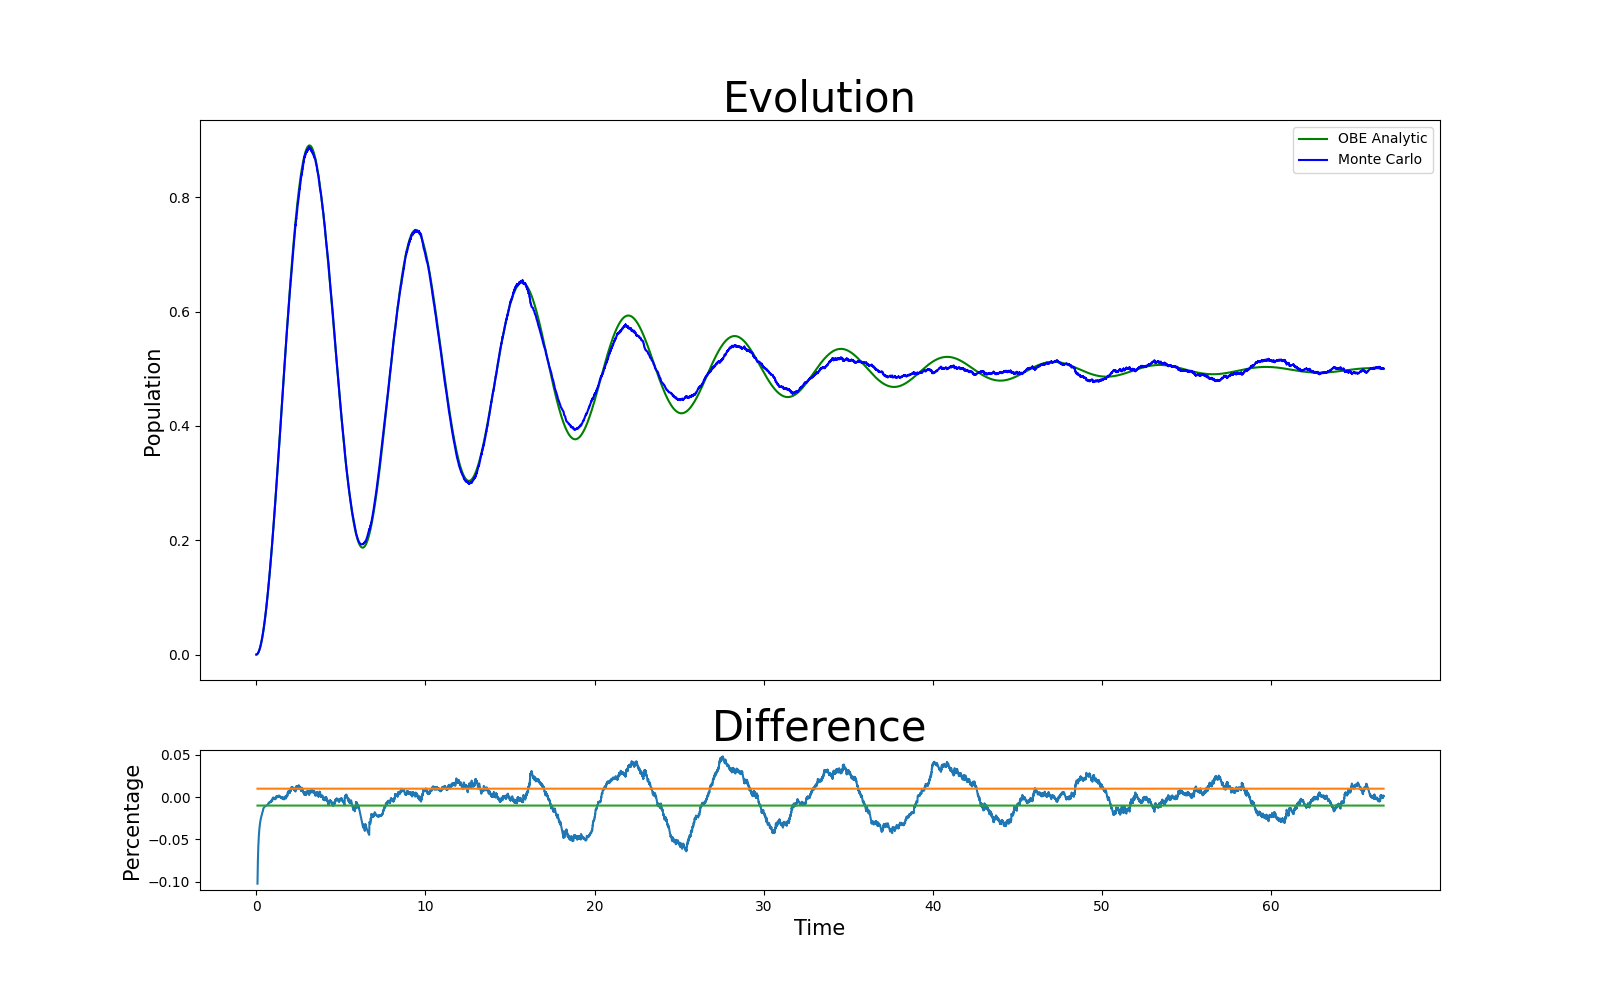 Evolution
OBE Analytic
Monte Carlo
0.8
0.6
0.4
0.2
0.0
Population
Difference
0.05
0.00
−0.05
−0.10
Percentage
0
10
20
30
40
50
60
Time